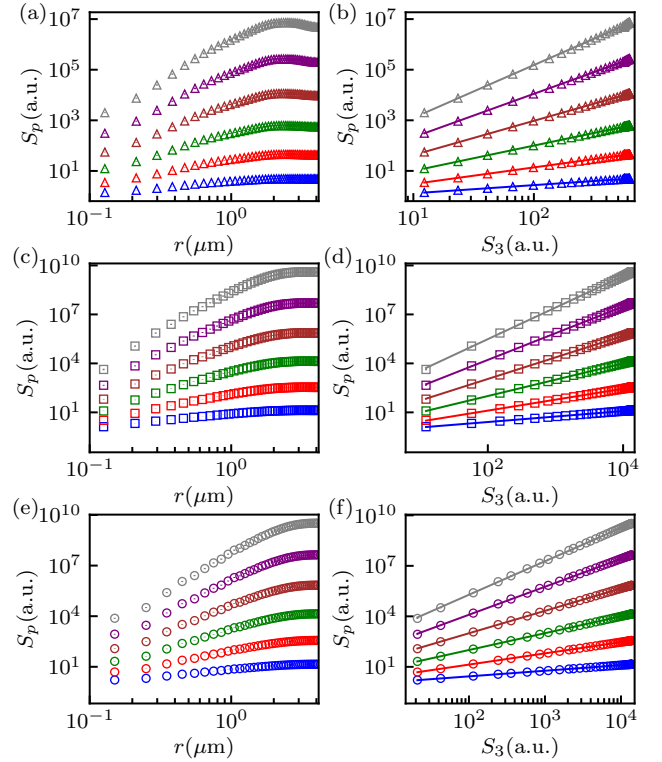 (a) (b)
10^7 10^7
10^5 10^5
10^3 10^3
10^1 10^1
S_p(a.u.) S_p(a.u.)
10^−1 10^0 10^1 10^2
r(μm) S_3(a.u.)
(c) (d)
10^10 10^10
10^7 10^7
10^4 10^4
10^1 10^1
S_p(a.u.) S_p(a.u.)
10^−1 10^0 10^2 10^4
r(μm) S_3(a.u.)
(e) (f)
10^10 10^10
10^7 10^7
10^4 10^4
10^1 10^1
S_p(a.u.) S_p(a.u.)
10^−1 10^0 10^2 10^3 10^4
r(μm) S_3(a.u.)